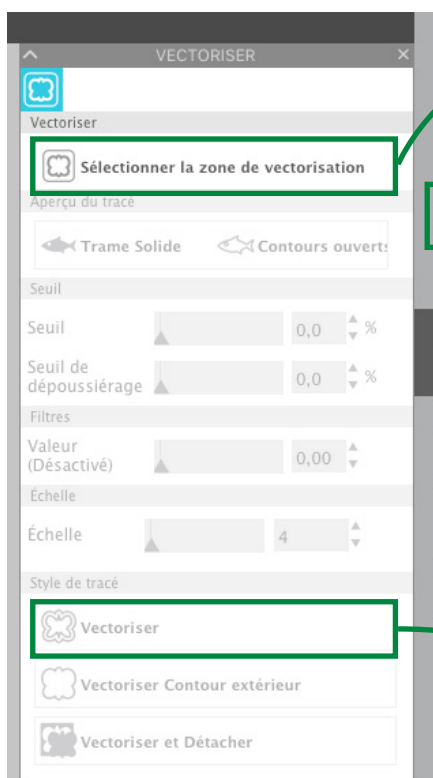 VECTORISER
Vectoriser
Sélectionner la zone de vectorisation
Aperçu du tracé
Trame Solide Contours ouverts
Seuil
Seuil 0,0 %
Seuil de
dépoussiérage 0,0 %
Filtres
Valeur
(Désactivé) 0,00
Échelle
Échelle 4
Style de tracé
Vectoriser
Vectoriser Contour extérieur
Vectoriser et Détacher